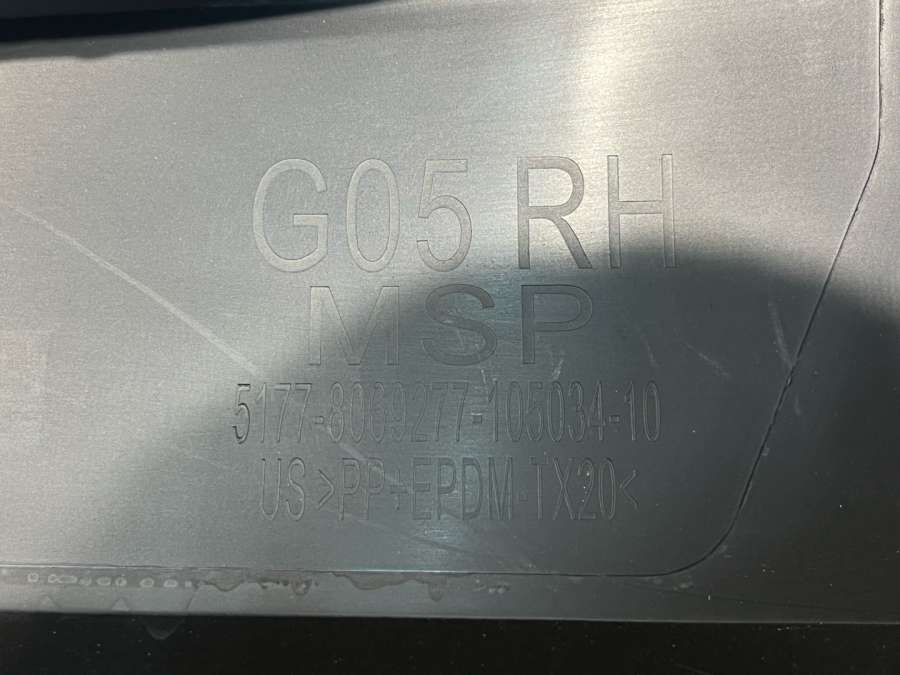 G05 RH
MSP
5177-8069277-105034-10
US >PP+EPDM-TX20<